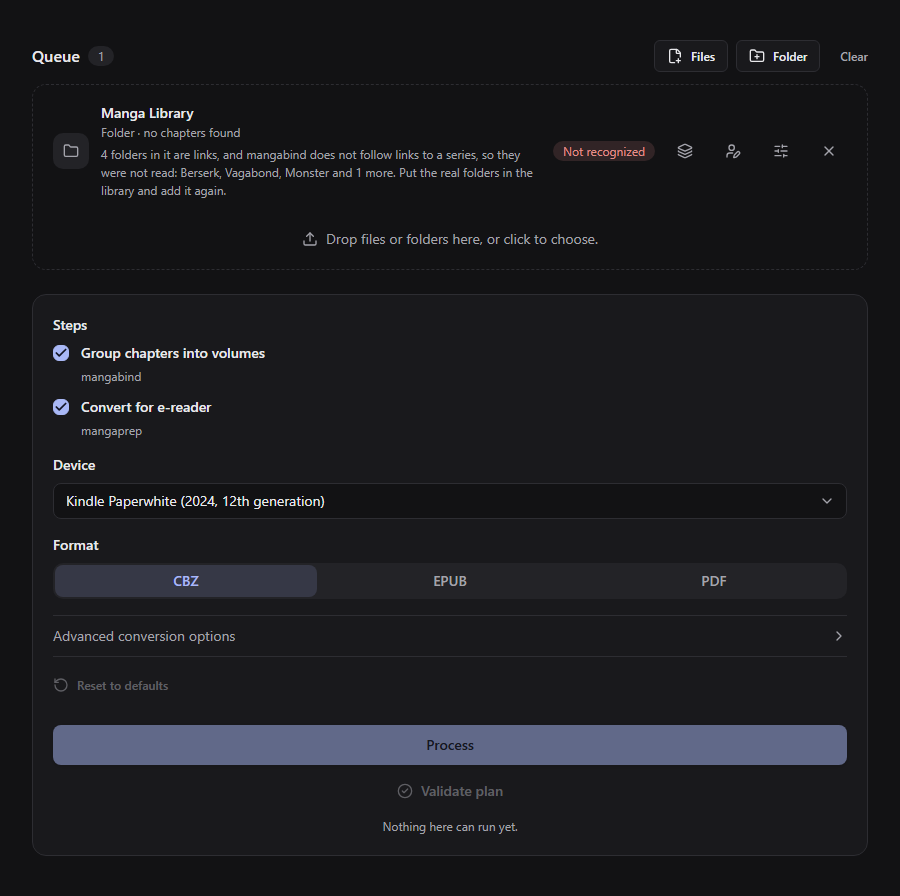 Queue 1 Files Folder Clear
Manga Library
Folder · no chapters found
4 folders in it are links, and mangabind does not follow links to a series, so they
were not read: Berserk, Vagabond, Monster and 1 more. Put the real folders in the
library and add it again.
Not recognized
Drop files or folders here, or click to choose.
Steps
Group chapters into volumes
mangabind
Convert for e-reader
mangaprep
Device
Kindle Paperwhite (2024, 12th generation)
Format
CBZ EPUB PDF
Advanced conversion options
Reset to defaults
Process
Validate plan
Nothing here can run yet.